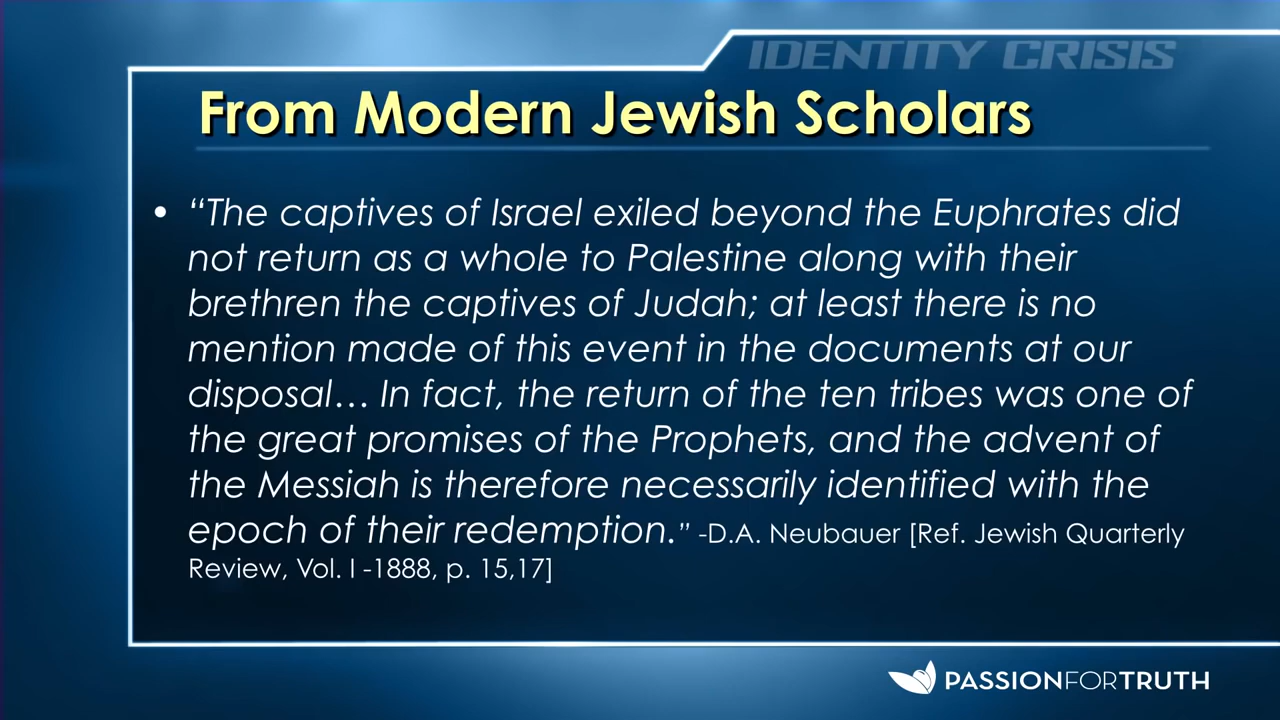 IDENTITY CRISIS
From Modern Jewish Scholars
• “The captives of Israel exiled beyond the Euphrates did
not return as a whole to Palestine along with their
brethren the captives of Judah; at least there is no
mention made of this event in the documents at our
disposal… In fact, the return of the ten tribes was one of
the great promises of the Prophets, and the advent of
the Messiah is therefore necessarily identified with the
epoch of their redemption.” -D.A. Neubauer [Ref. Jewish Quarterly
Review, Vol. I -1888, p. 15,17]
PASSIONFORTRUTH